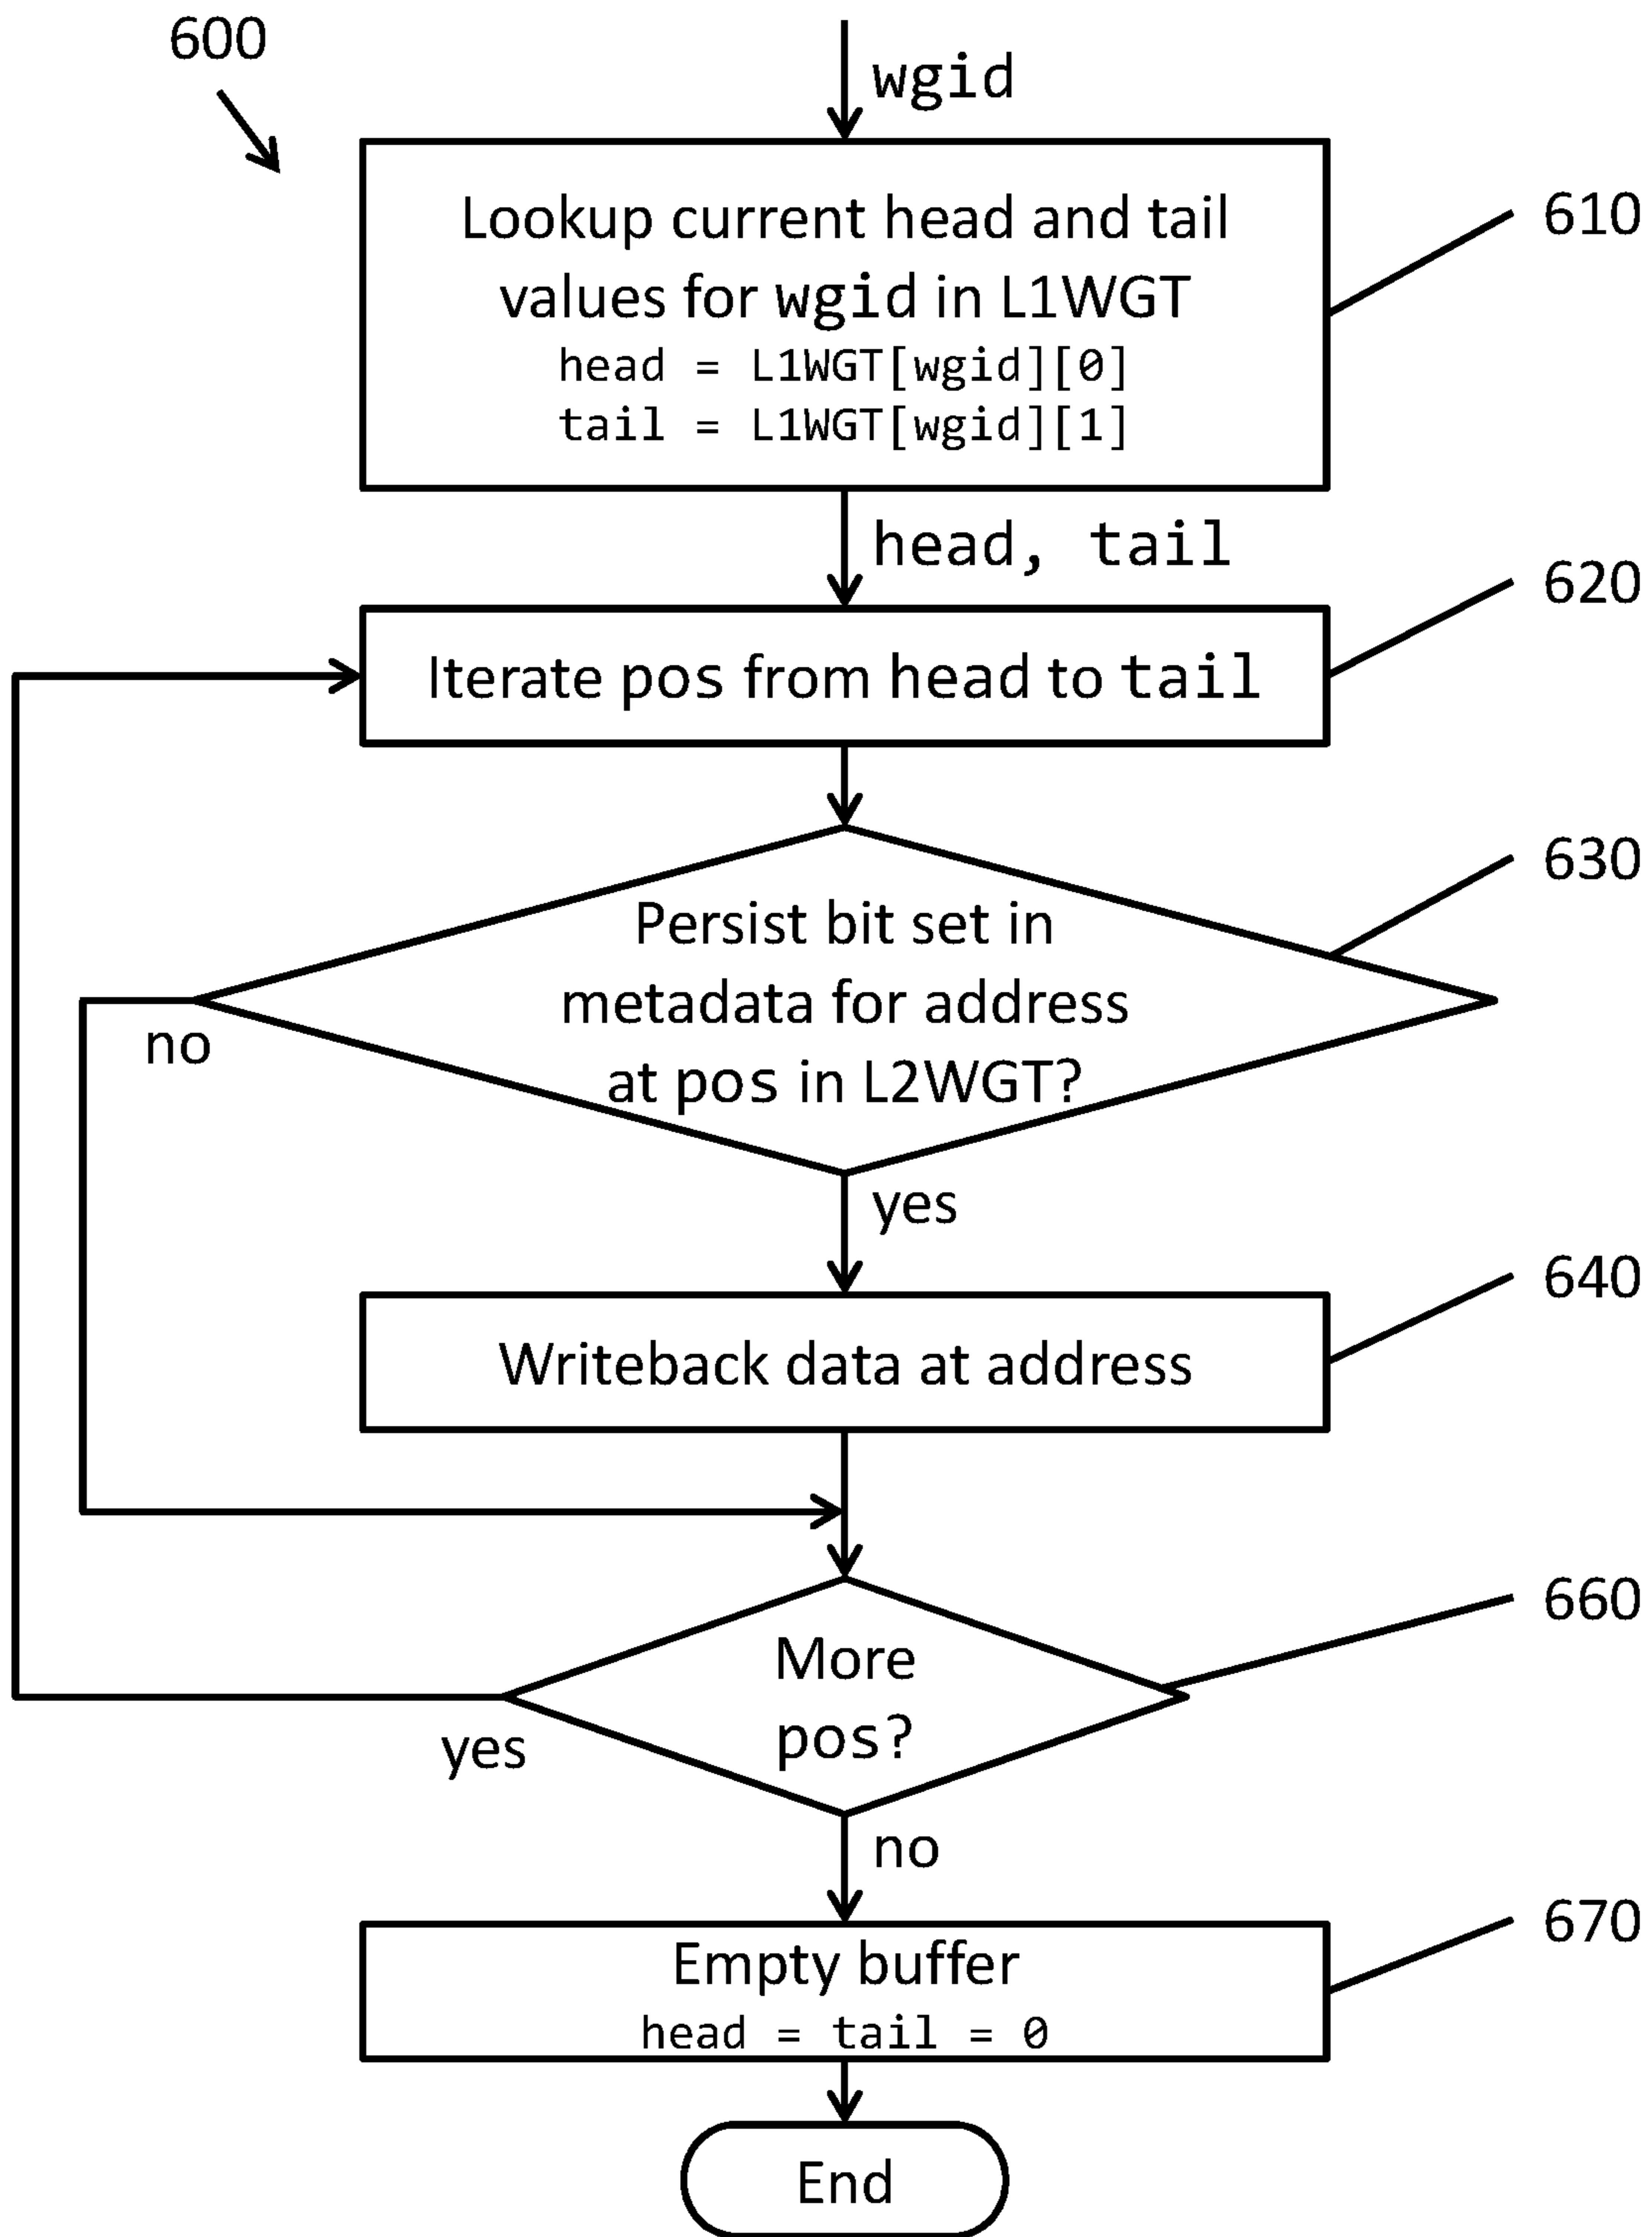 600
wgid
Lookup current head and tail
values for wgid in L1WGT
head = L1WGT[wgid][0]
tail = L1WGT[wgid][1]
610
head, tail
620
Iterate pos from head to tail
630
Persist bit set in
metadata for address
at pos in L2WGT?
no
yes
640
Writeback data at address
660
More
pos?
yes
no
670
Empty buffer
head = tail = 0
End